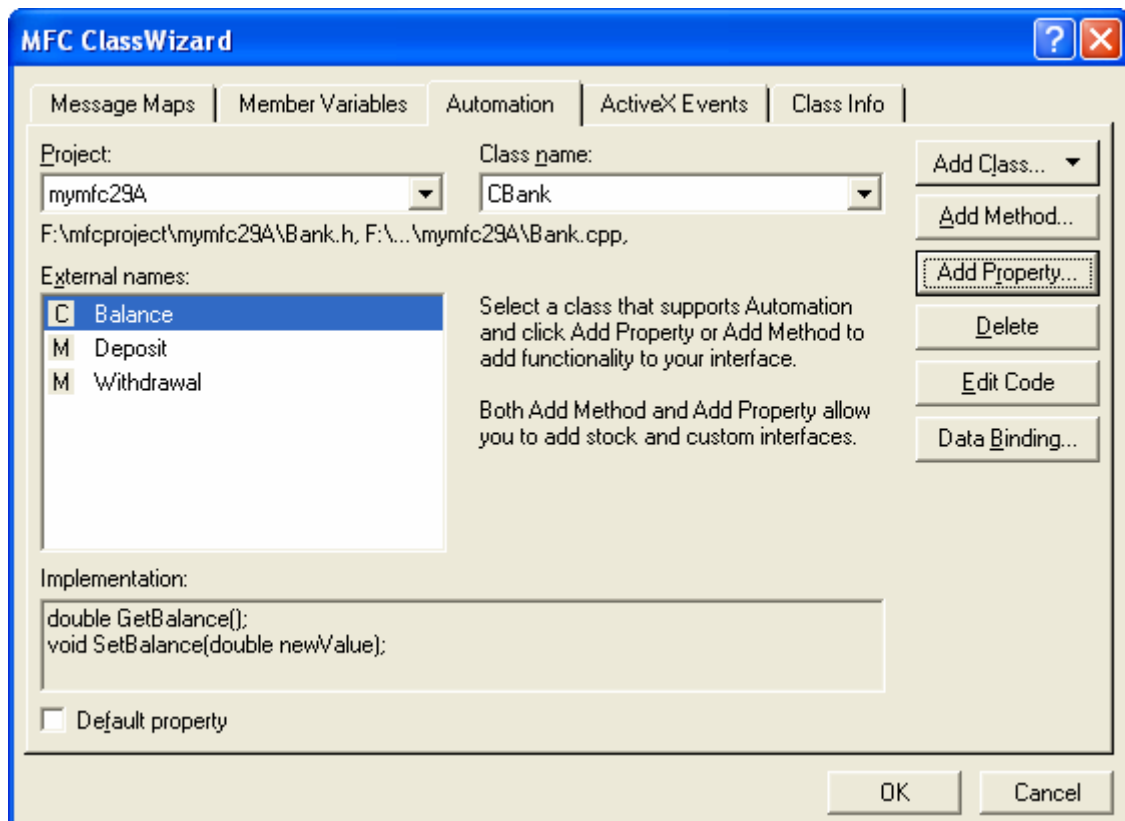 MFC ClassWizard
Message Maps
Member Variables
Automation
ActiveX Events
Class Info
Project:
Class name:
mymfc29A
CBank
Add Class...
F:\mfcproject\mymfc29A\Bank.h, F:\...\mymfc29A\Bank.cpp,
Add Method...
External names:
Add Property...
C Balance
M Deposit
M Withdrawal
Select a class that supports Automation
and click Add Property or Add Method to
add functionality to your interface.
Both Add Method and Add Property allow
you to add stock and custom interfaces.
Delete
Edit Code
Data Binding...
Implementation:
double GetBalance();
void SetBalance(double newValue);
Default property
OK
Cancel